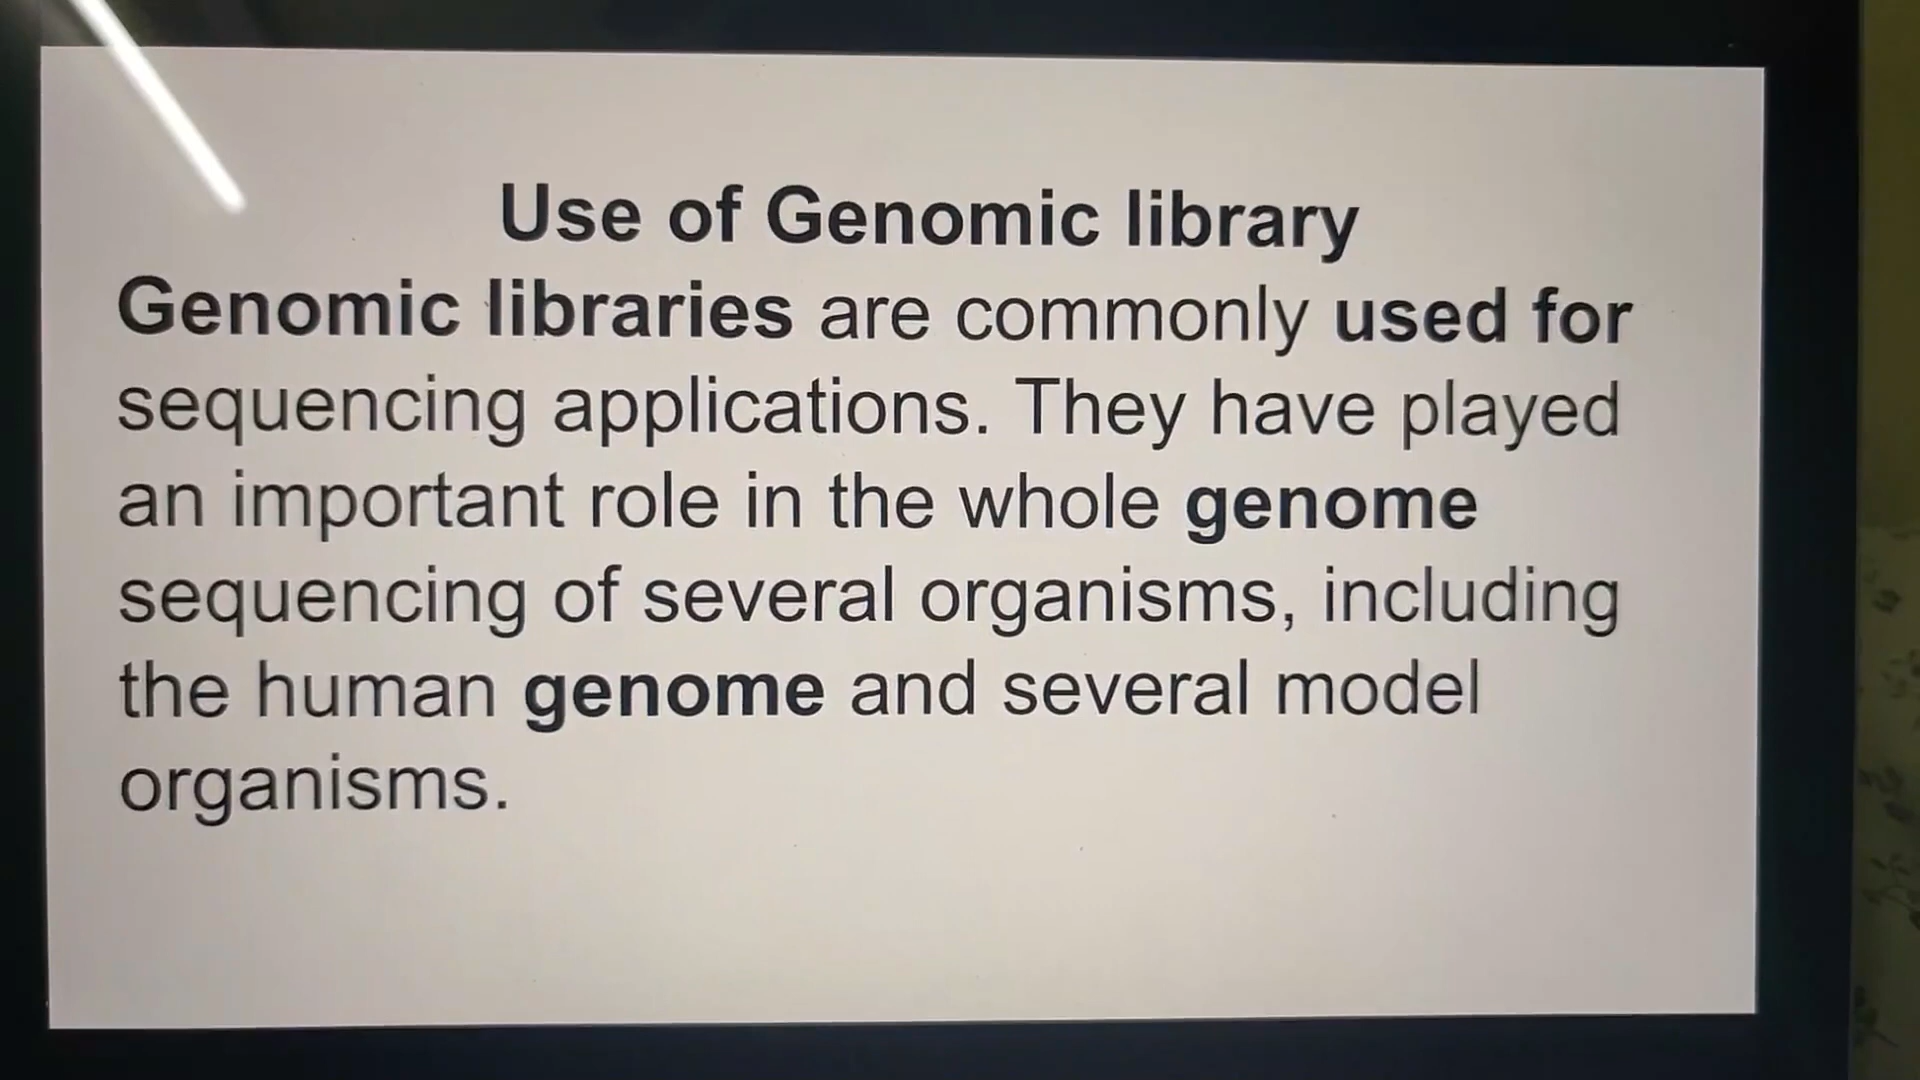 Use of Genomic library
Genomic libraries are commonly used for
sequencing applications. They have played
an important role in the whole genome
sequencing of several organisms, including
the human genome and several model
organisms.